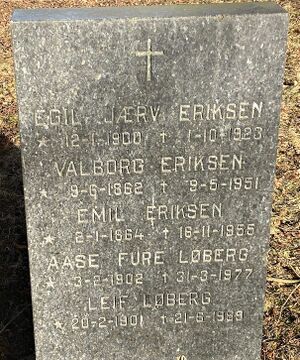 EGIL JÆRV ERIKSEN
* 12-1-1900 † 1-10-1923
VALBORG ERIKSEN
* 9-6-1862 † 9-5-1951
EMIL ERIKSEN
* 2-1-1864 † 16-11-1955
AASE FURE LØBERG
* 13-2-1902 † 31-3-1977
LEIF LØBERG
* 20-2-1901 † 21-6-1989